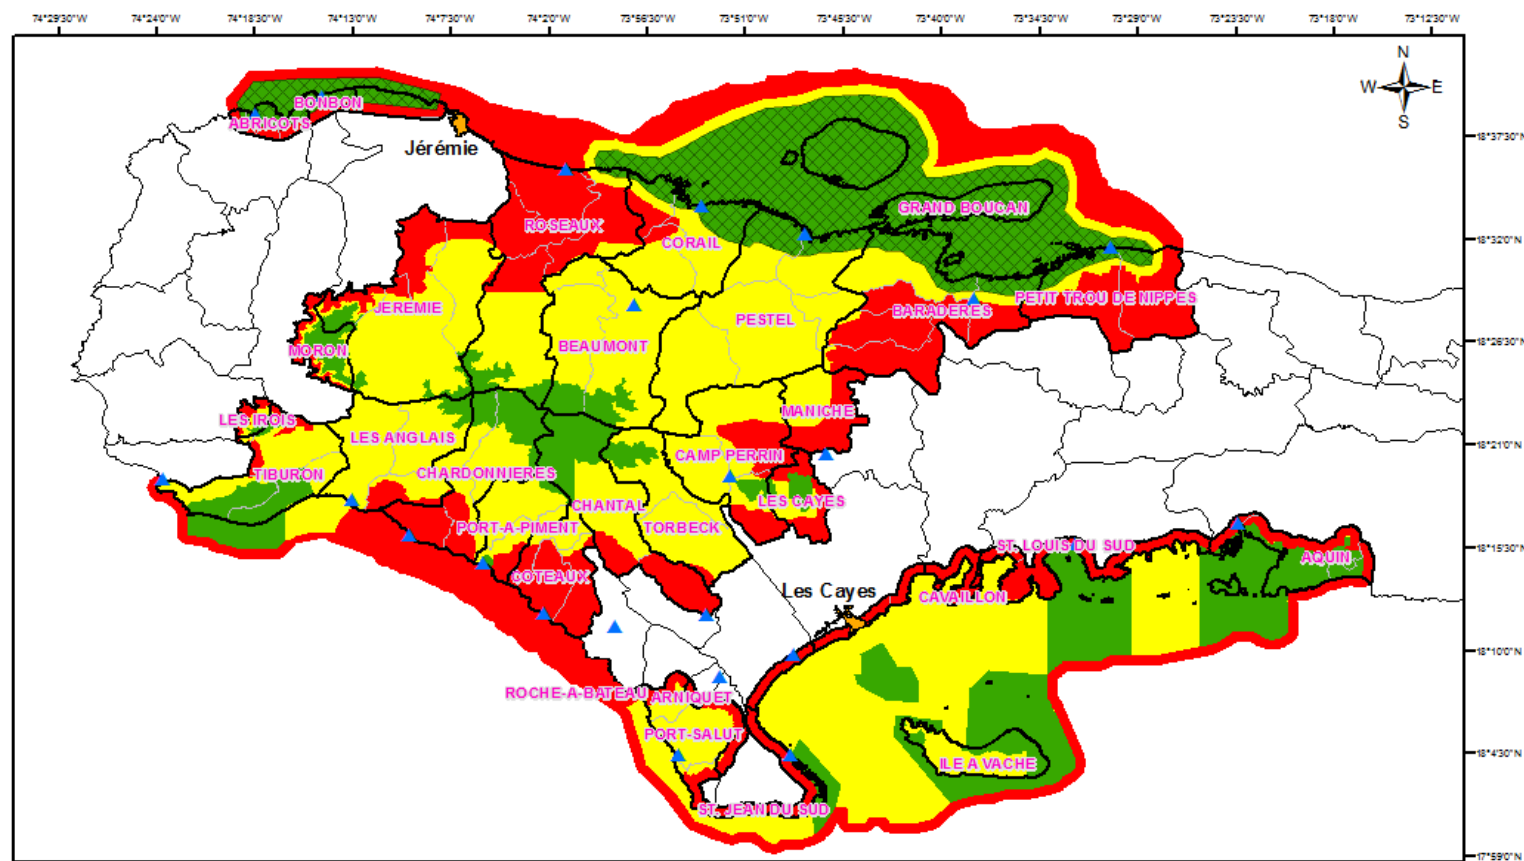 74°29'30"W 74°24'0"W 74°18'30"W 74°13'0"W 74°7'30"W 74°2'0"W 73°56'30"W 73°51'0"W 73°45'30"W 73°40'0"W 73°34'30"W 73°29'0"W 73°23'30"W 73°18'0"W 73°12'30"W
N
W E
S
BONBON
ABRICOTS
Jérémie
18°37'30"N
GRAND BOUCAN
ROSEAUX
CORAIL
18°32'0"N
PETIT TROU DE NIPPES
JEREMIE
BARADERES
PESTEL
BEAUMONT
MORON
18°26'30"N
MANICHE
LES IROIS
LES ANGLAIS
18°21'0"N
CAMP PERRIN
TIBURON
CHARDONNIERES
LES CAYES
CHANTAL
PORT-A-PIMENT
TORBECK
ST. LOUIS DU SUD
18°15'30"N
AQUIN
COTEAUX
Les Cayes
CAVAILLON
18°10'0"N
ROCHE-A-BATEAU
ARNIQUET
PORT-SALUT
18°4'30"N
ILE A VACHE
ST. JEAN DU SUD
17°59'0"N